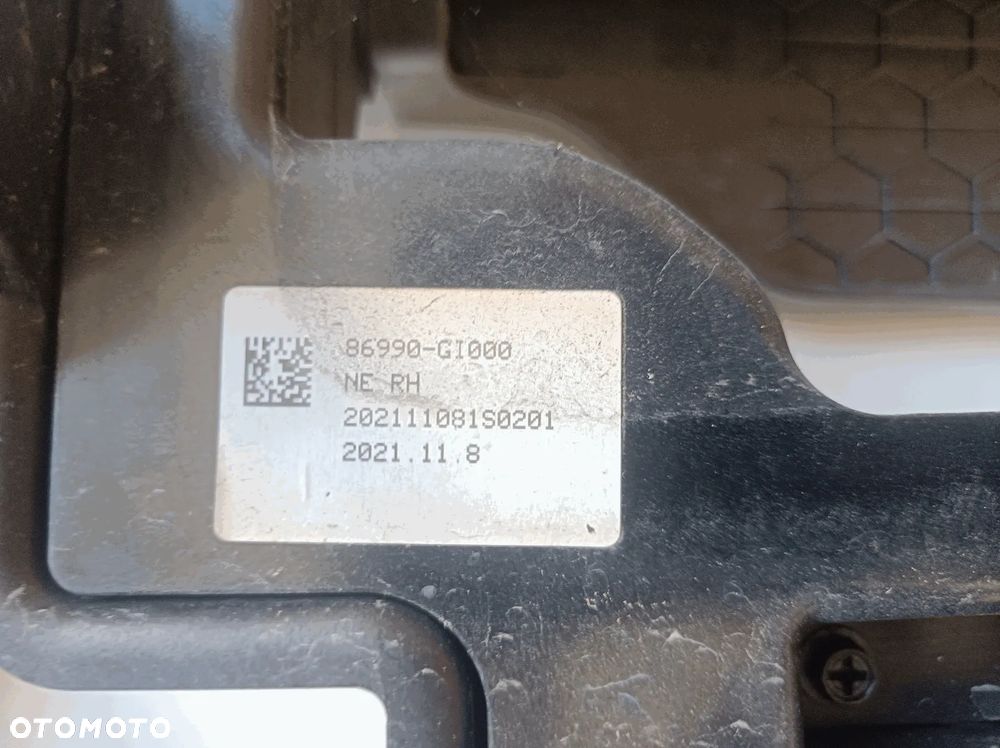 86990-GI000
NE RH
202111081S0201
2021.11.8
OTOMOTO